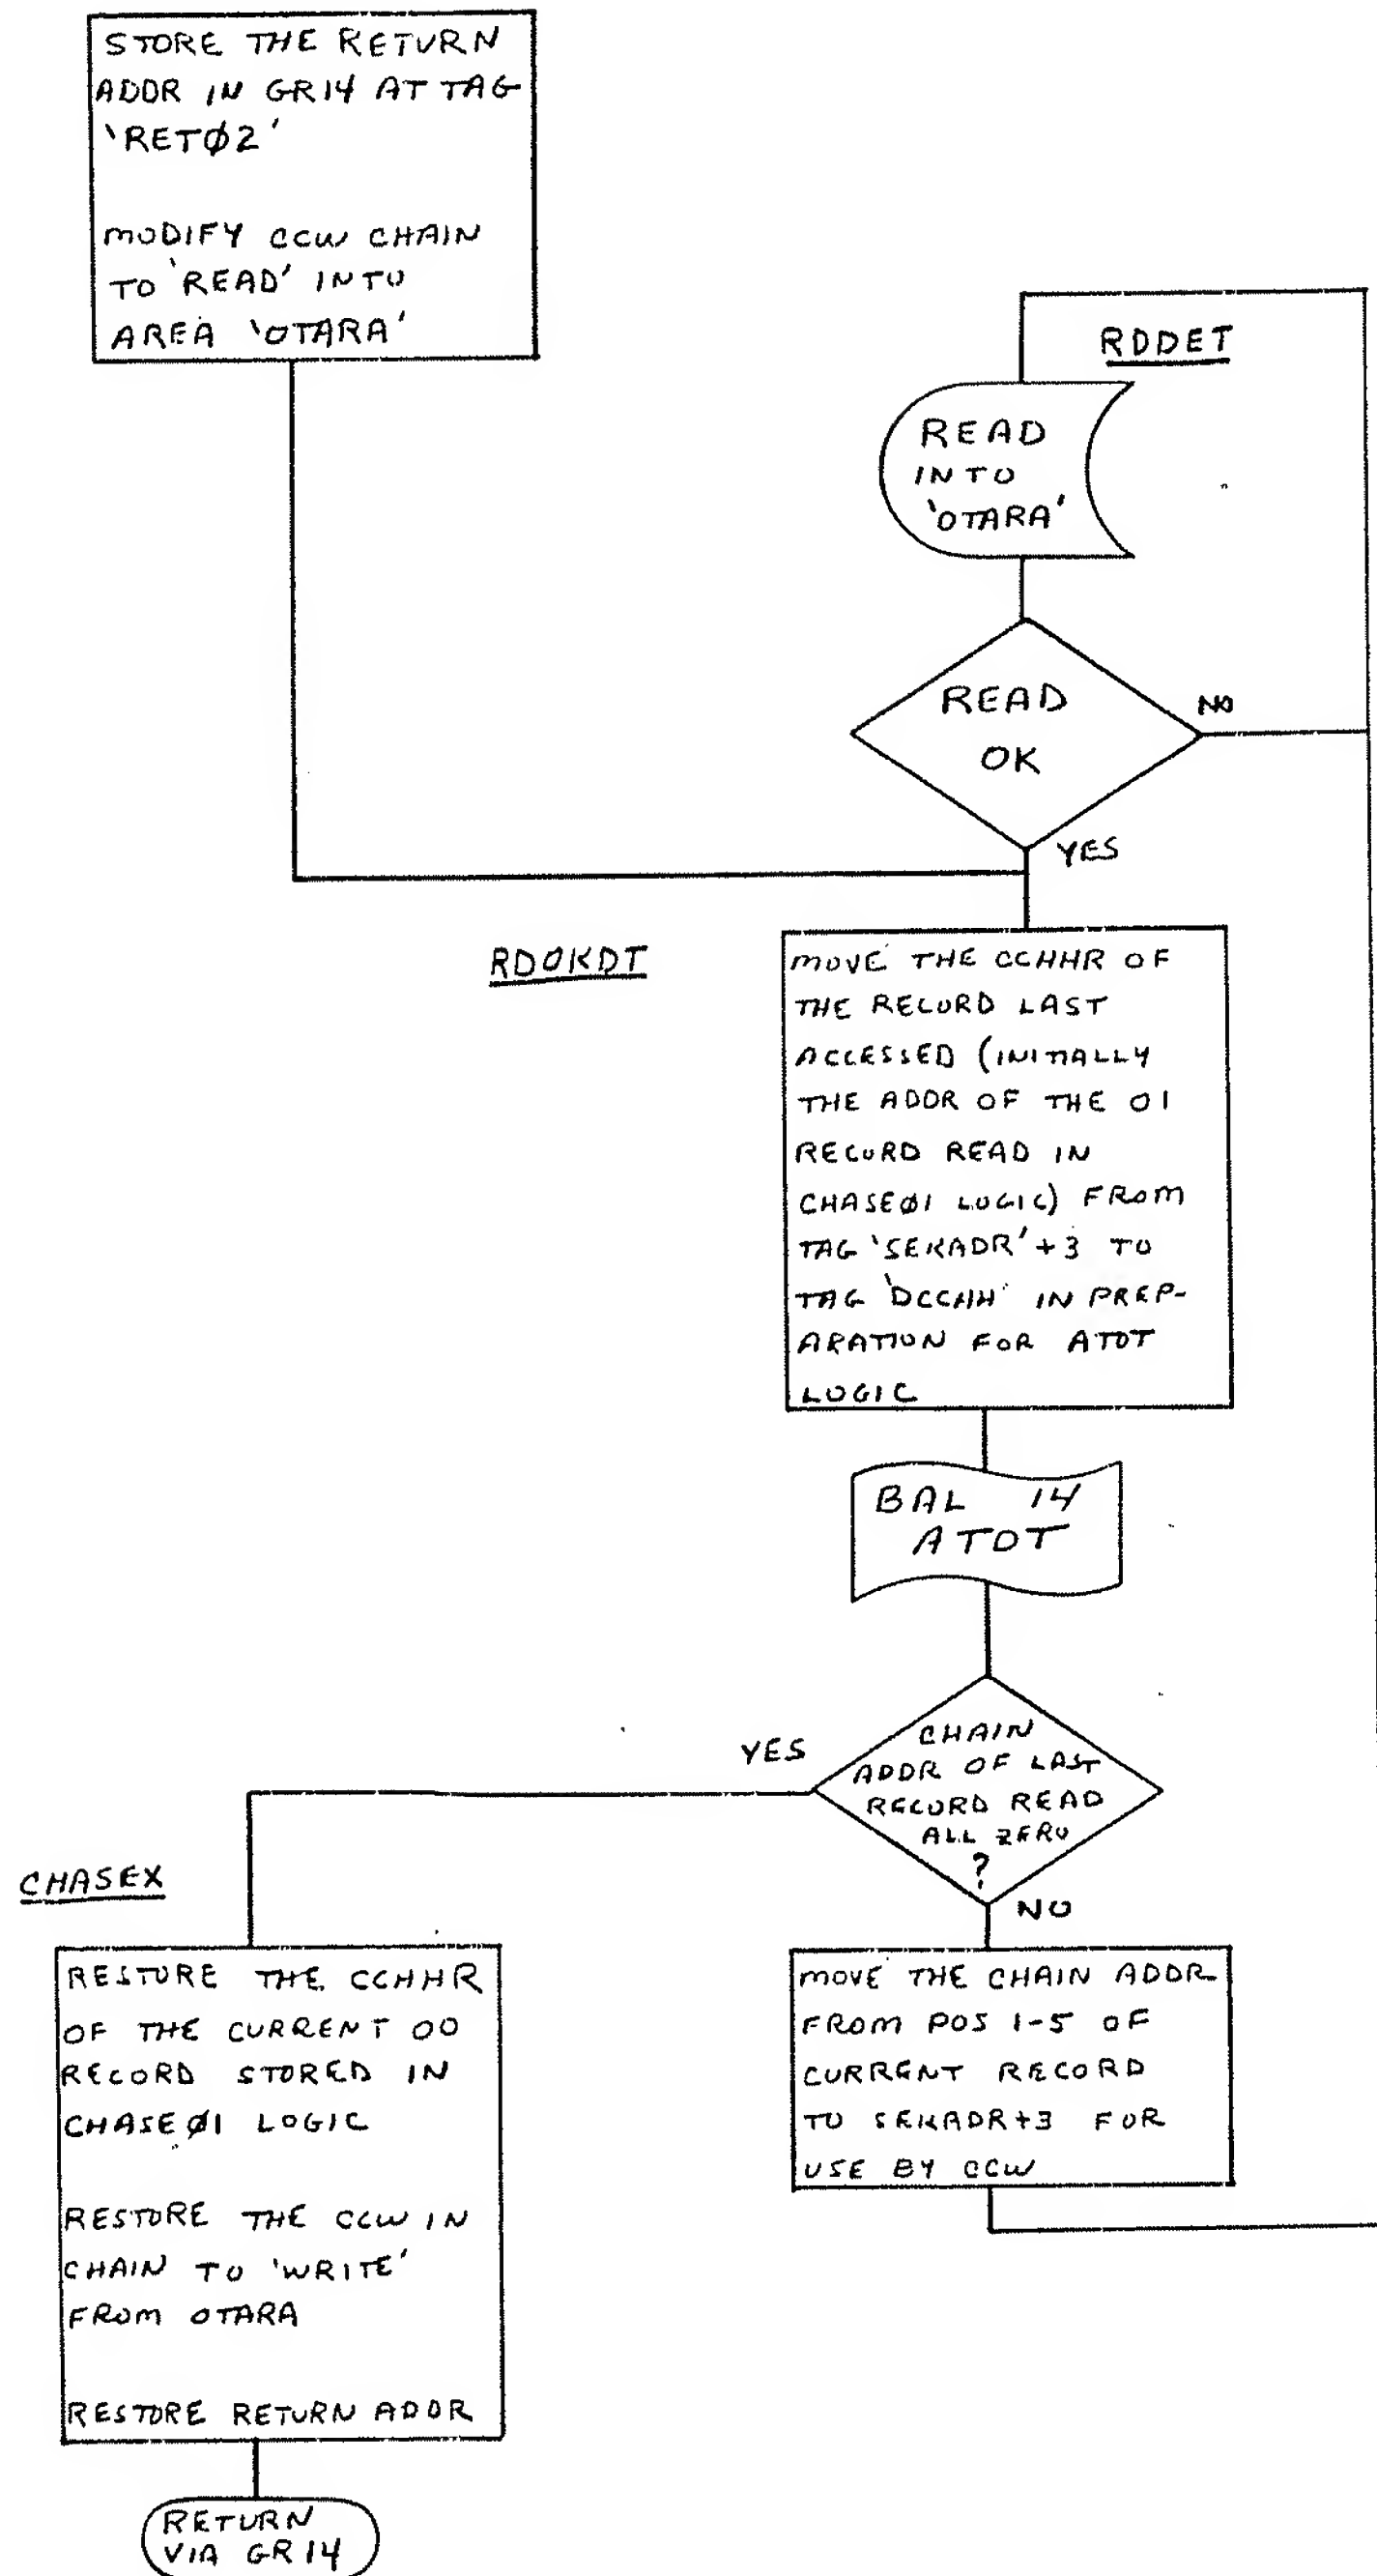 STORE THE RETURN
ADDR IN GR14 AT TAG
'RETØ2'
MODIFY CCW CHAIN
TO 'READ' INTO
AREA 'OTARA'
RDDET
READ
INTO
'OTARA'
READ
OK
NO
YES
RDOKDT
MOVE THE CCHHR OF
THE RECORD LAST
ACCESSED (INITIALLY
THE ADDR OF THE 01
RECORD READ IN
CHASEØ1 LOGIC) FROM
TAG 'SEKADR'+3 TO
TAG 'DCCHH' IN PREP-
ARATION FOR ATDT
LOGIC
BAL 14
ATDT
CHAIN
ADDR OF LAST
RECORD READ
ALL ZERO
?
YES
NO
CHASEX
RESTORE THE CCHHR
OF THE CURRENT 00
RECORD STORED IN
CHASEØ1 LOGIC
RESTORE THE CCW IN
CHAIN TO 'WRITE'
FROM OTARA
RESTORE RETURN ADDR
MOVE THE CHAIN ADDR
FROM POS 1-5 OF
CURRENT RECORD
TO SEKADR+3 FOR
USE BY CCW
RETURN
VIA GR14